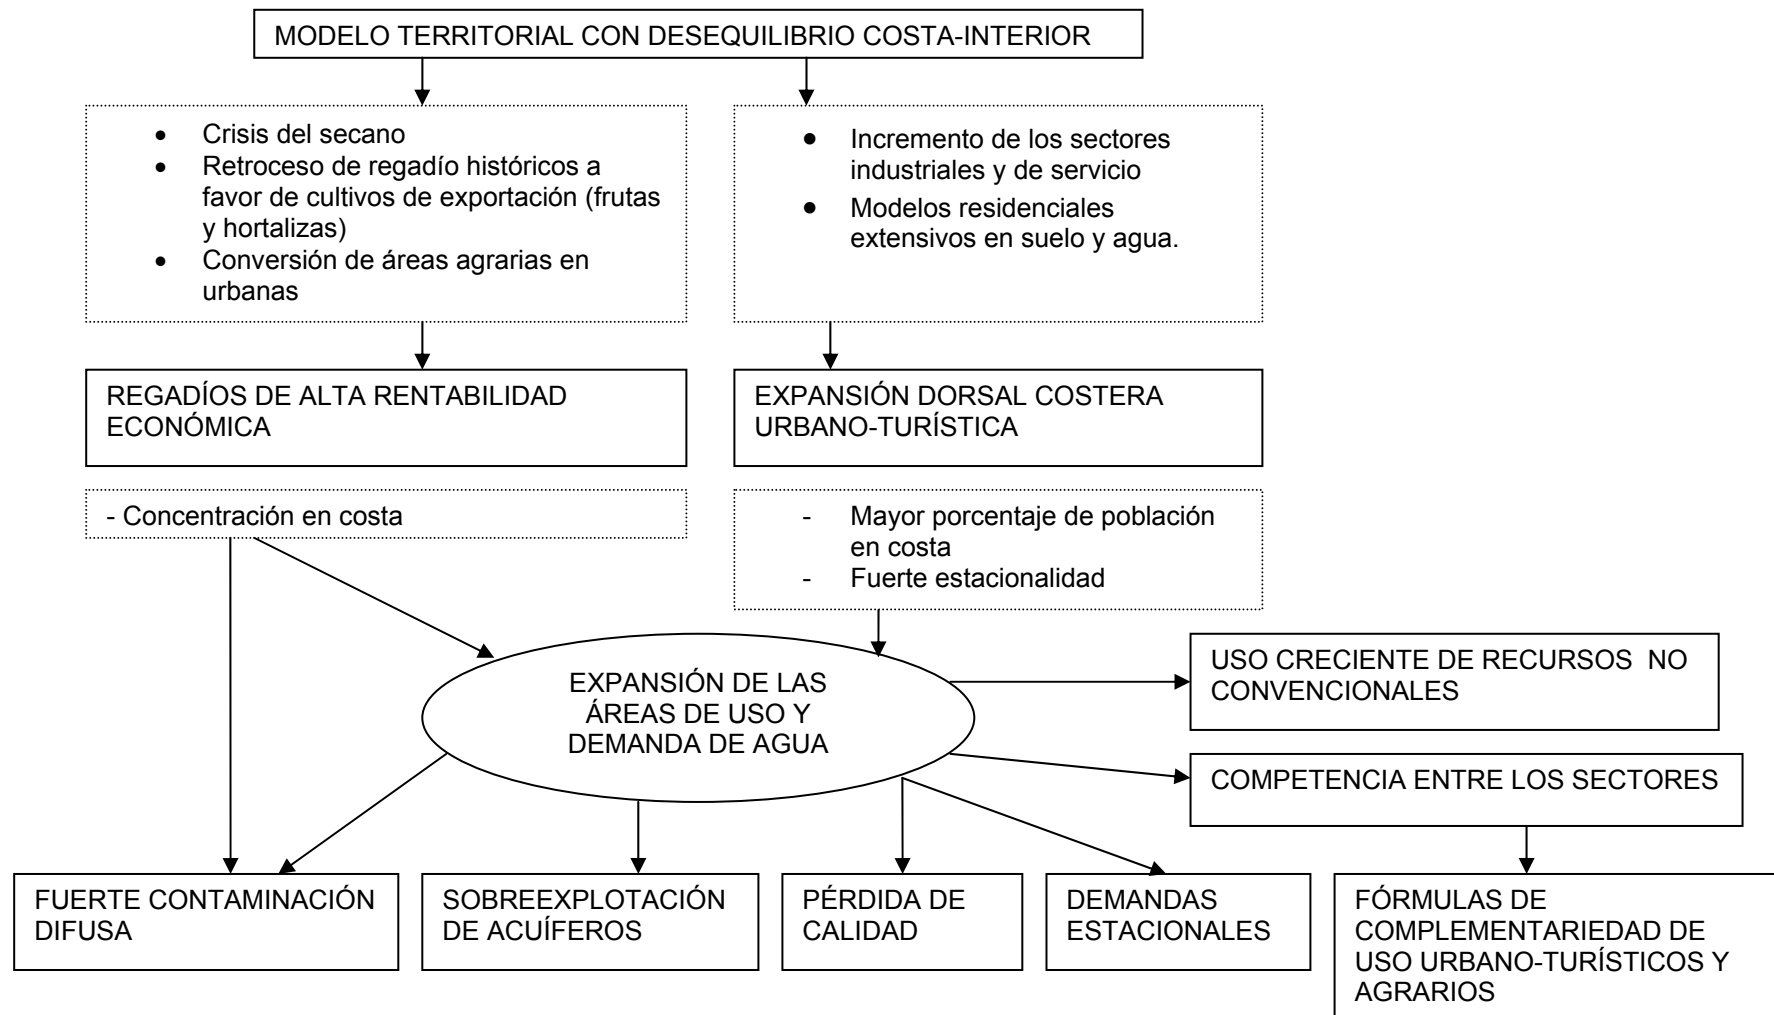 MODELO TERRITORIAL CON DESEQUILIBRIO COSTA-INTERIOR
• Crisis del secano
• Retroceso de regadío históricos a
favor de cultivos de exportación (frutas
y hortalizas)
• Conversión de áreas agrarias en
urbanas
• Incremento de los sectores
industriales y de servicio
• Modelos residenciales
extensivos en suelo y agua.
REGADÍOS DE ALTA RENTABILIDAD
ECONÓMICA
EXPANSIÓN DORSAL COSTERA
URBANO-TURÍSTICA
- Concentración en costa
- Mayor porcentaje de población
en costa
- Fuerte estacionalidad
EXPANSIÓN DE LAS
ÁREAS DE USO Y
DEMANDA DE AGUA
USO CRECIENTE DE RECURSOS NO
CONVENCIONALES
COMPETENCIA ENTRE LOS SECTORES
FUERTE CONTAMINACIÓN
DIFUSA
SOBREEXPLOTACIÓN
DE ACUÍFEROS
PÉRDIDA DE
CALIDAD
DEMANDAS
ESTACIONALES
FÓRMULAS DE
COMPLEMENTARIEDAD DE
USO URBANO-TURÍSTICOS Y
AGRARIOS